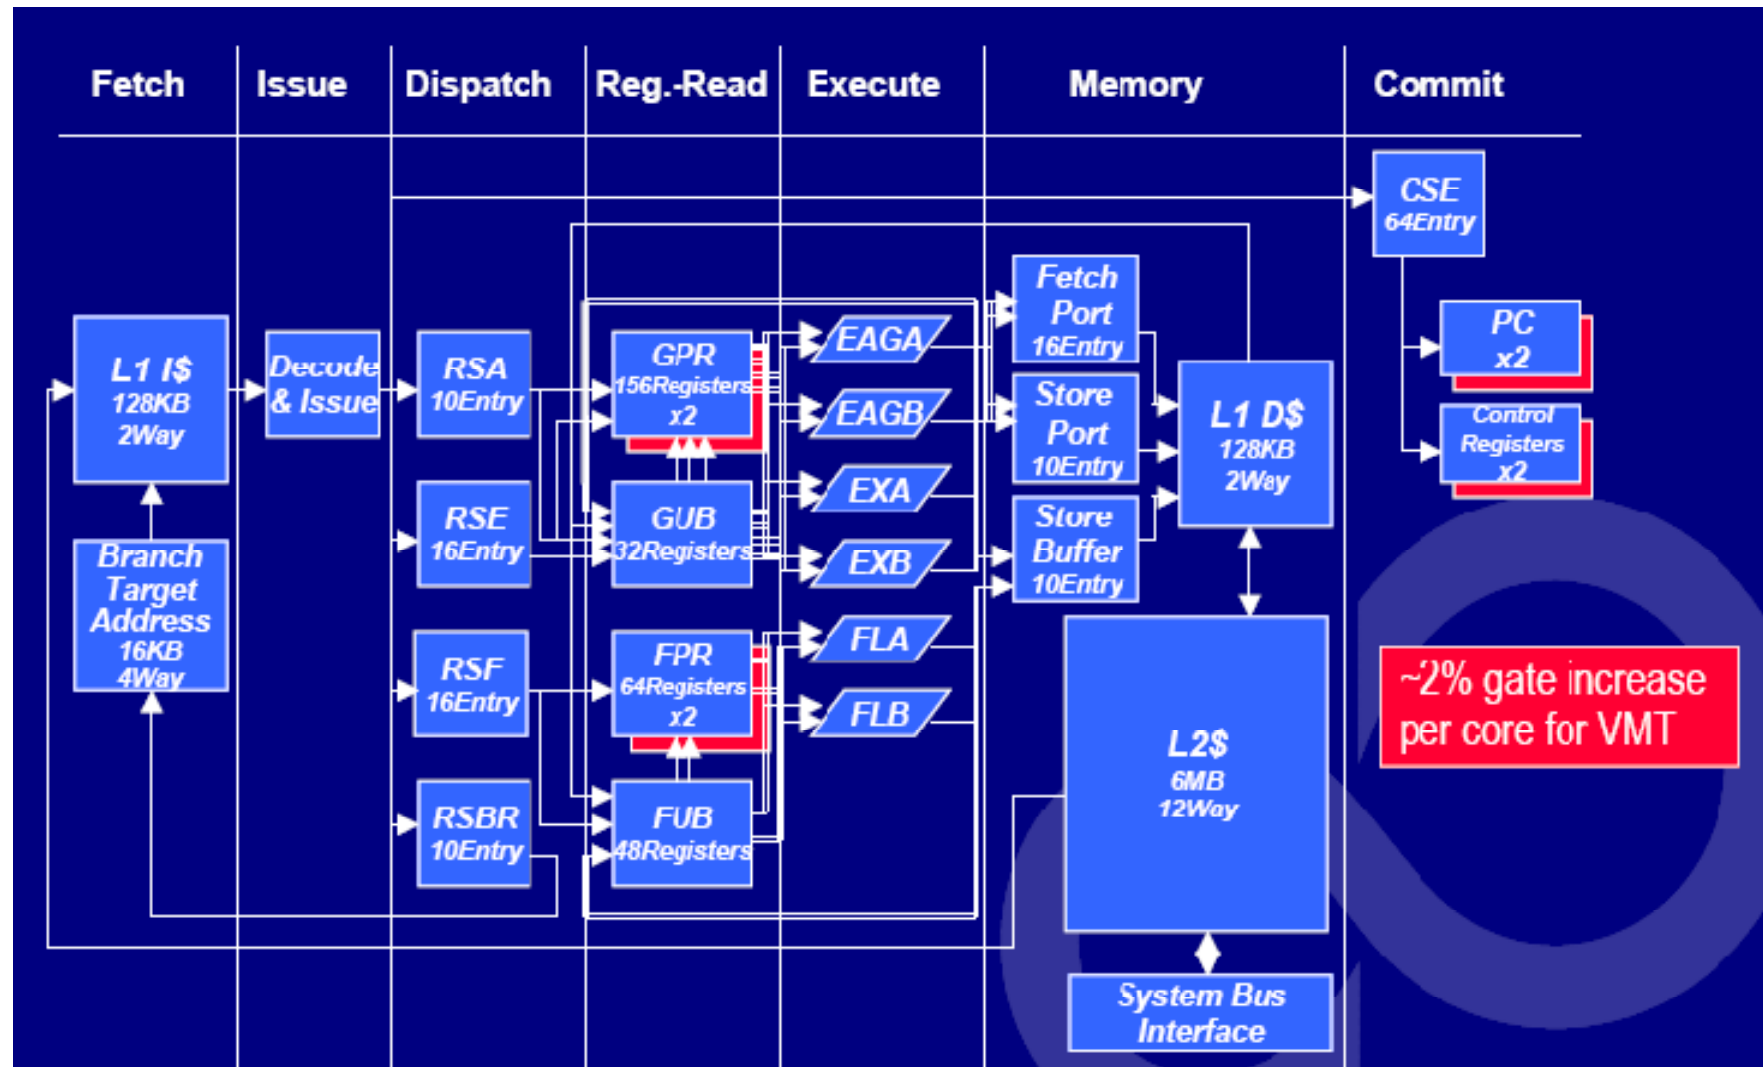 Fetch
Issue
Dispatch
Reg.-Read
Execute
Memory
Commit
L1 I$
128KB
2Way
Branch
Target
Address
16KB
4Way
Decode
& Issue
RSA
10Entry
RSE
16Entry
RSF
16Entry
RSBR
10Entry
GPR
156Registers
x2
GUB
32Registers
FPR
64Registers
x2
FUB
48Registers
EAGA
EAGB
EXA
EXB
FLA
FLB
Fetch
Port
16Entry
Store
Port
10Entry
Store
Buffer
10Entry
L1 D$
128KB
2Way
L2$
6MB
12Way
System Bus
Interface
CSE
64Entry
PC
x2
Control
Registers
x2
~2% gate increase
per core for VMT